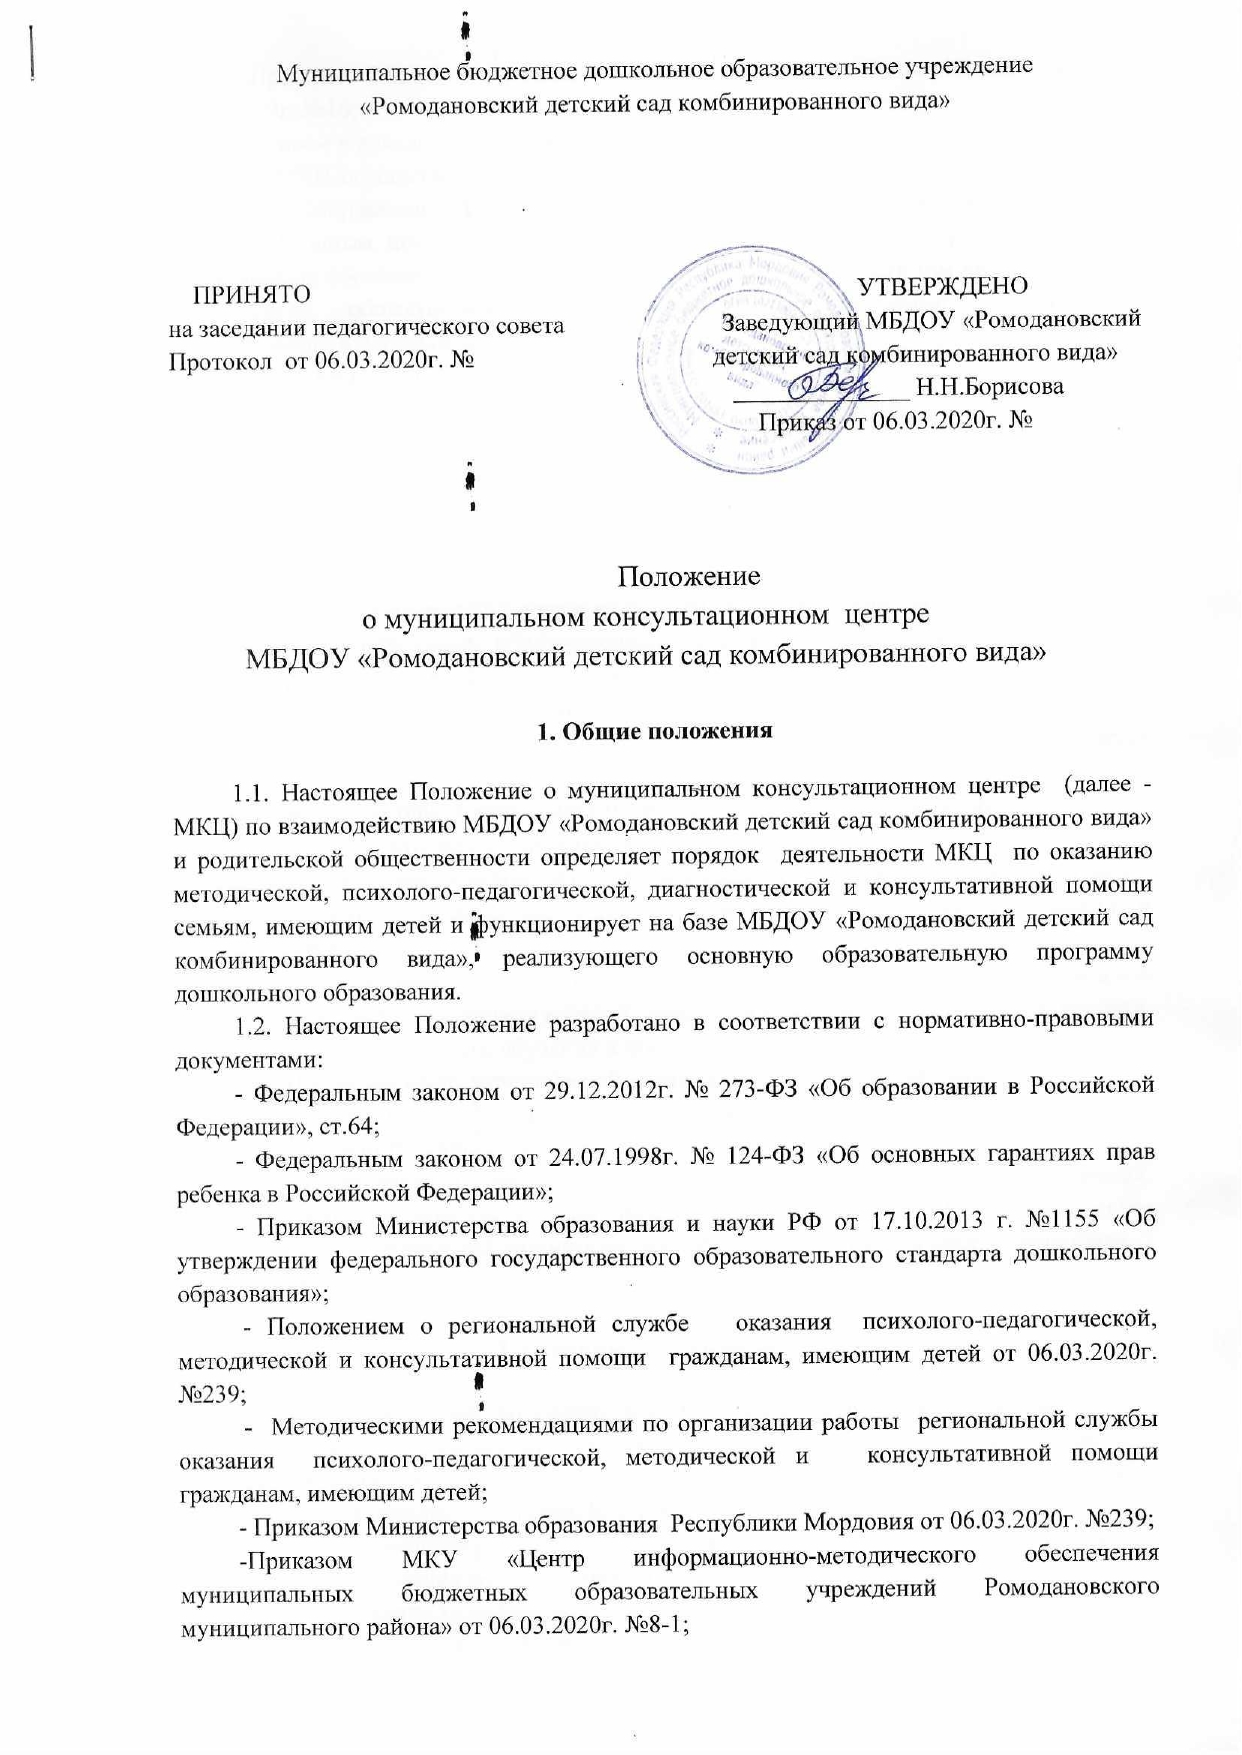 Муниципальное бюджетное дошкольное образовательное учреждение
«Ромодановский детский сад комбинированного вида»
ПРИНЯТО
на заседании педагогического совета
Протокол от 06.03.2020г. №
УТВЕРЖДЕНО
Заведующий МБДОУ «Ромодановский
детский сад комбинированного вида»
______________ Н.Н.Борисова
Приказ от 06.03.2020г. №
Положение
о муниципальном консультационном центре
МБДОУ «Ромодановский детский сад комбинированного вида»
1. Общие положения
1.1. Настоящее Положение о муниципальном консультационном центре (далее -
МКЦ) по взаимодействию МБДОУ «Ромодановский детский сад комбинированного вида»
и родительской общественности определяет порядок деятельности МКЦ по оказанию
методической, психолого-педагогической, диагностической и консультативной помощи
семьям, имеющим детей и функционирует на базе МБДОУ «Ромодановский детский сад
комбинированного вида», реализующего основную образовательную программу
дошкольного образования.
1.2. Настоящее Положение разработано в соответствии с нормативно-правовыми
документами:
- Федеральным законом от 29.12.2012г. № 273-ФЗ «Об образовании в Российской
Федерации», ст.64;
- Федеральным законом от 24.07.1998г. № 124-ФЗ «Об основных гарантиях прав
ребенка в Российской Федерации»;
- Приказом Министерства образования и науки РФ от 17.10.2013 г. №1155 «Об
утверждении федерального государственного образовательного стандарта дошкольного
образования»;
- Положением о региональной службе оказания психолого-педагогической,
методической и консультативной помощи гражданам, имеющим детей от 06.03.2020г.
№239;
- Методическими рекомендациями по организации работы региональной службы
оказания психолого-педагогической, методической и консультативной помощи
гражданам, имеющим детей;
- Приказом Министерства образования Республики Мордовия от 06.03.2020г. №239;
-Приказом МКУ «Центр информационно-методического обеспечения
муниципальных бюджетных образовательных учреждений Ромодановского
муниципального района» от 06.03.2020г. №8-1;